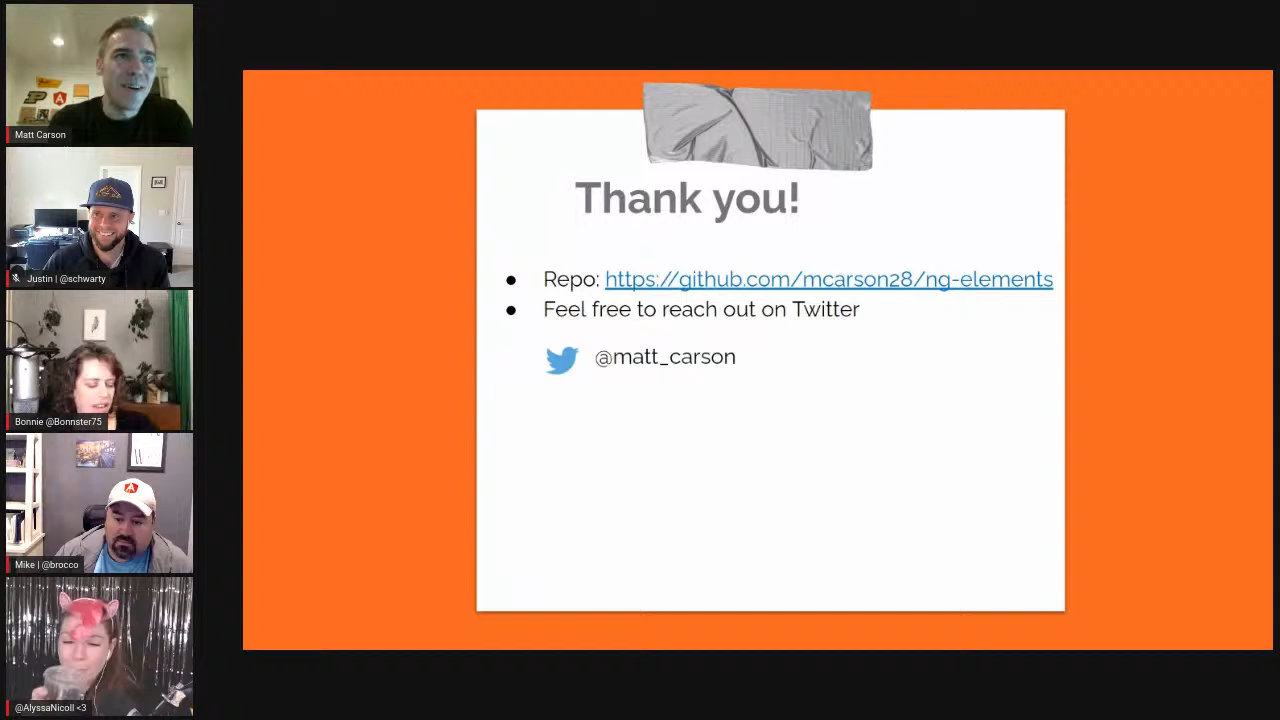 Matt Carson
Justin | @schwarty
Bonnie @Bonnster75
Mike | @brocco
@AlyssaNicoll <3
Thank you!
● Repo: https://github.com/mcarson28/ng-elements
● Feel free to reach out on Twitter
@matt_carson